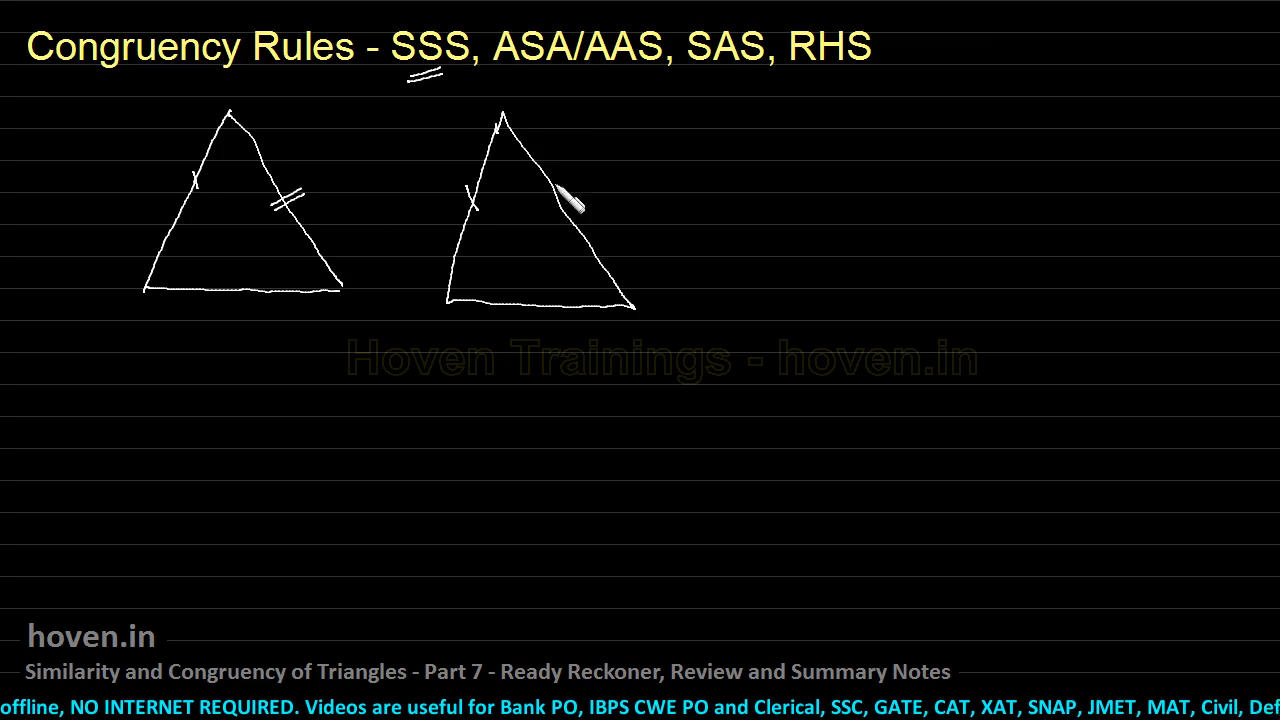 Congruency Rules - SSS, ASA/AAS, SAS, RHS
Hoven Trainings - hoven.in
hoven.in
Similarity and Congruency of Triangles - Part 7 - Ready Reckoner, Review and Summary Notes
offline, NO INTERNET REQUIRED. Videos are useful for Bank PO, IBPS CWE PO and Clerical, SSC, GATE, CAT, XAT, SNAP, JMET, MAT, Civil, Def